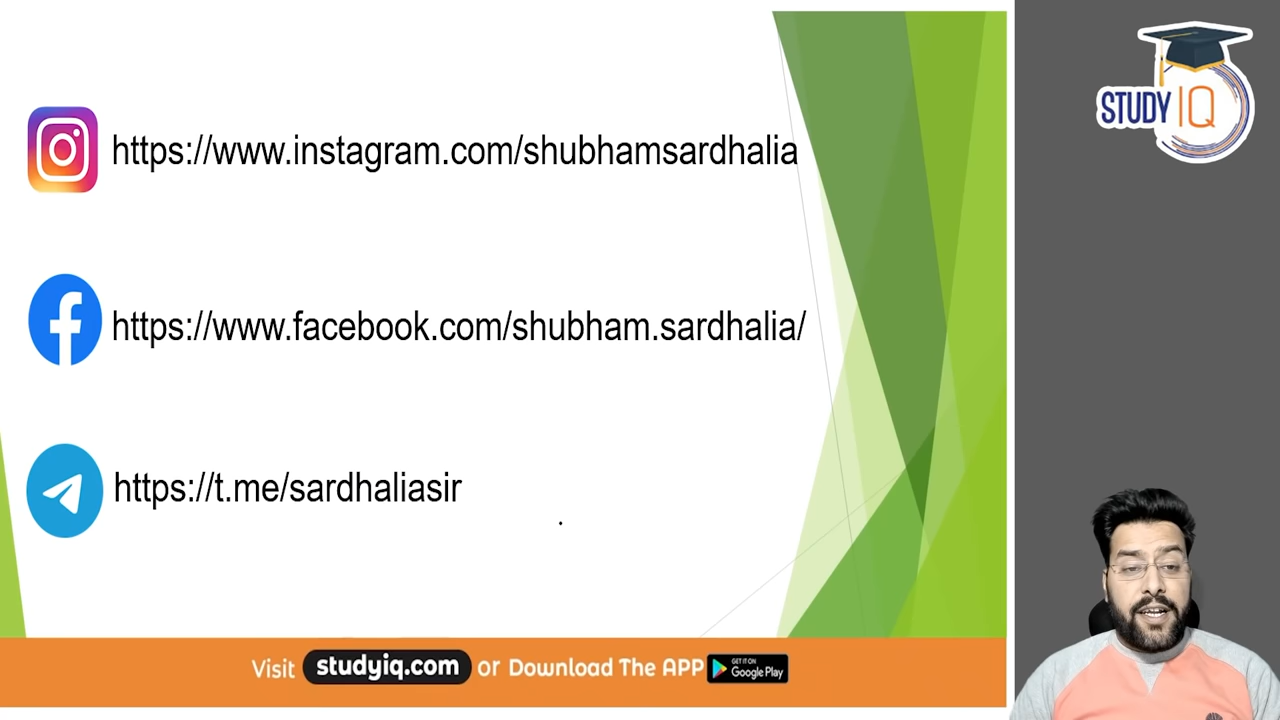 https://www.instagram.com/shubhamsardhalia
https://www.facebook.com/shubham.sardhalia/
https://t.me/sardhaliasir
STUDY IQ
Visit studyiq.com or Download The APP GET IT ON Google Play